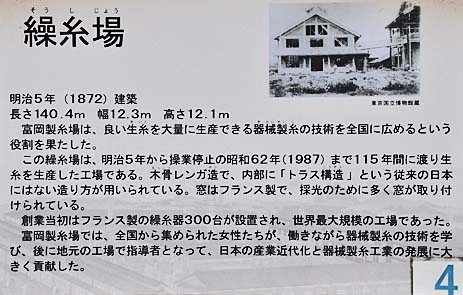 そうしじょう
繰糸場
東京国立博物館蔵
明治5年(1872)建築
長さ140.4m 幅12.3m 高さ12.1m
富岡製糸場は、良い生糸を大量に生産できる器械製糸の技術を全国に広めるという
役割を果たした。
この繰糸場は、明治5年から操業停止の昭和62年(1987)まで115年間に渡り生
糸を生産した工場である。木骨レンガ造で、内部に「トラス構造」という従来の日本
にはない造り方が用いられている。窓はフランス製で、採光のために多く窓が取り
付けられている。
創業当初はフランス製の繰糸器300台が設置され、世界最大規模の工場であった。
富岡製糸場では、全国から集められた女性たちが、働きながら器械製糸の技術を学
び、後に地元の工場で指導者となって、日本の産業近代化と器械製糸工業の発展に大
きく貢献した。
4